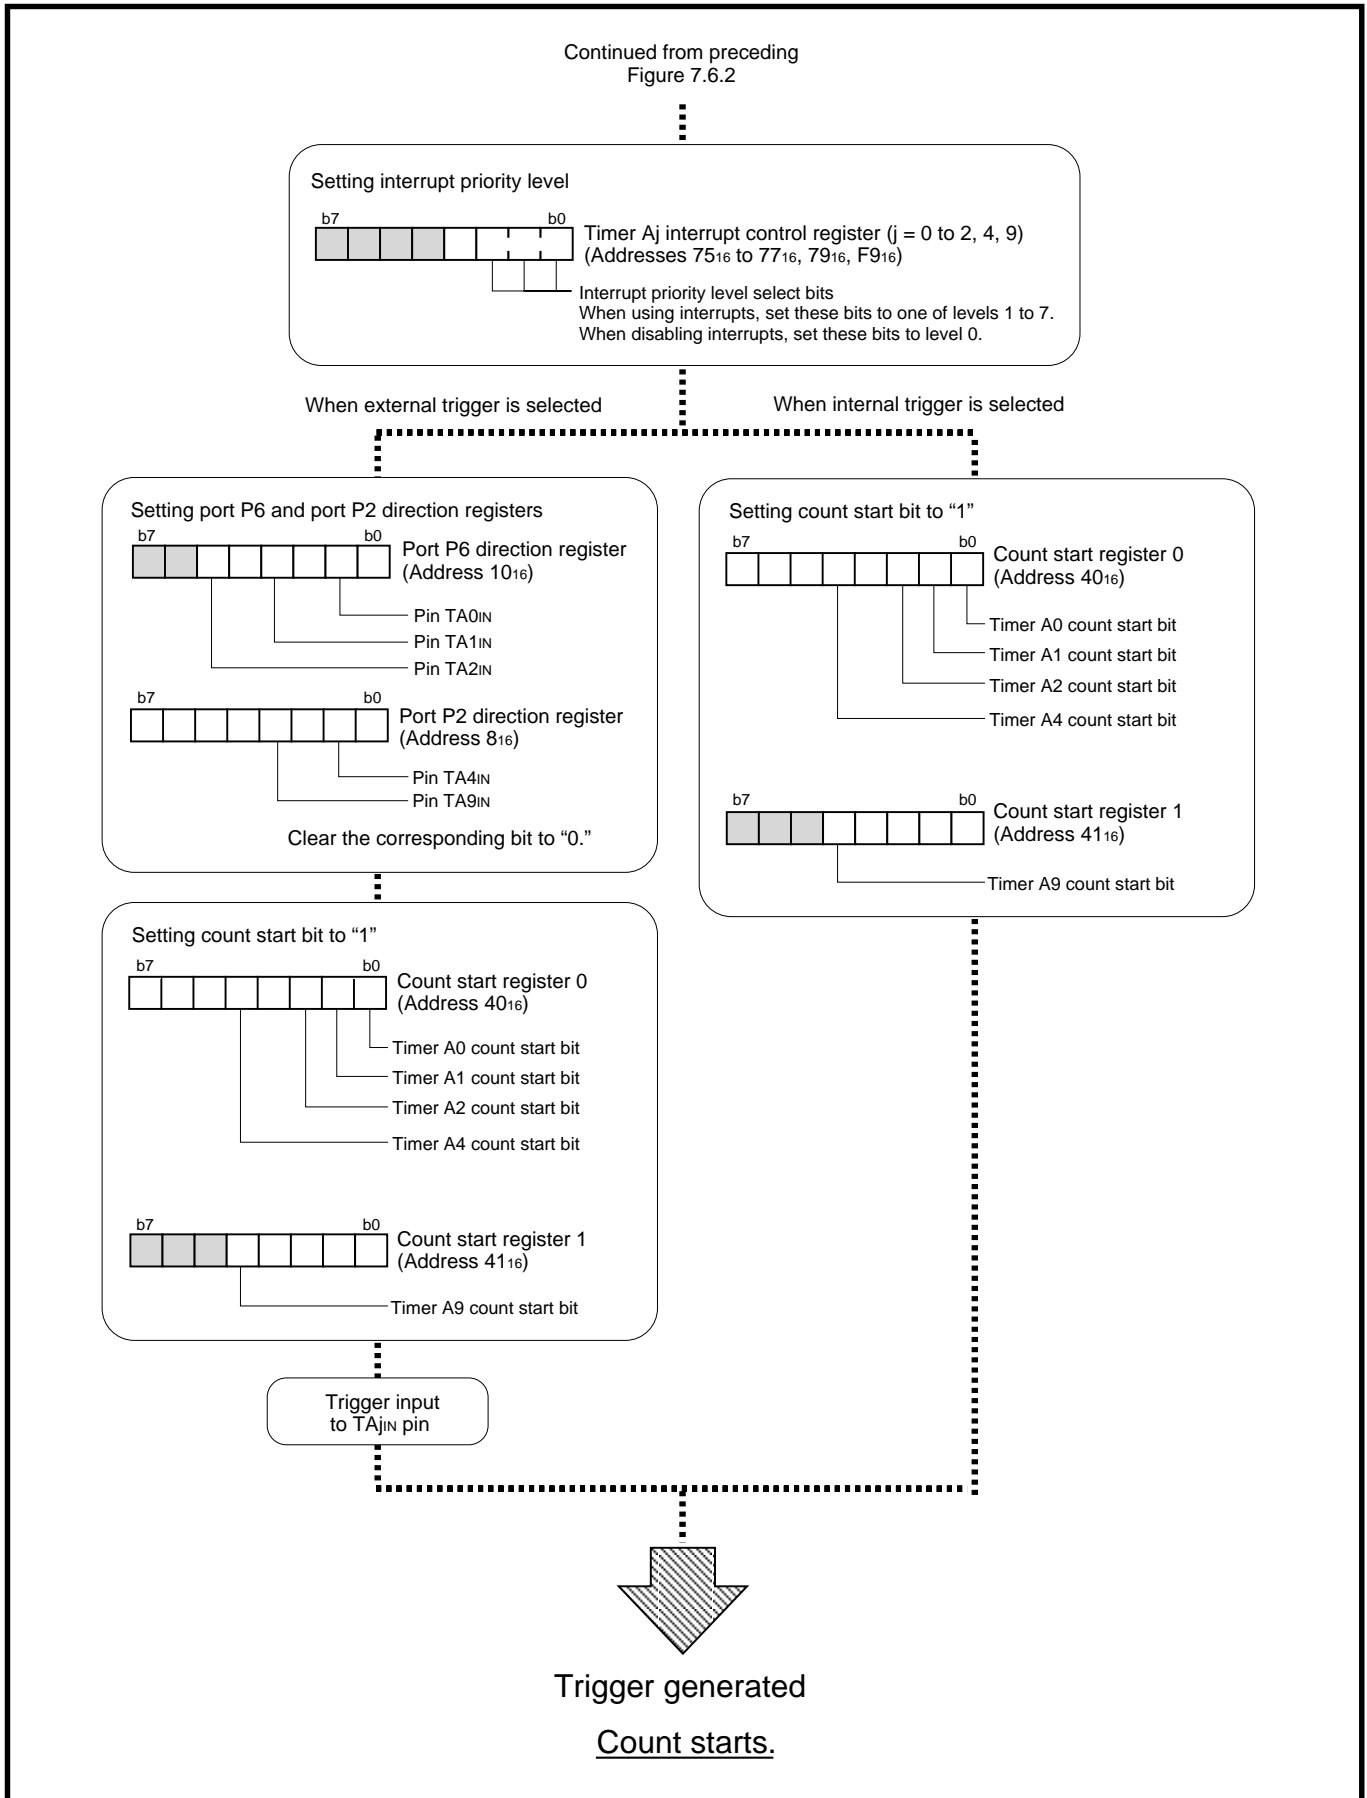 Continued from preceding
Figure 7.6.2
Setting interrupt priority level
b7 b0
Timer Aj interrupt control register (j = 0 to 2, 4, 9)
(Addresses 7516 to 7716, 7916, F916)
Interrupt priority level select bits
When using interrupts, set these bits to one of levels 1 to 7.
When disabling interrupts, set these bits to level 0.
When external trigger is selected
When internal trigger is selected
Setting port P6 and port P2 direction registers
b7 b0
Port P6 direction register
(Address 1016)
Pin TA0IN
Pin TA1IN
Pin TA2IN
b7 b0
Port P2 direction register
(Address 816)
Pin TA4IN
Pin TA9IN
Clear the corresponding bit to “0.”
Setting count start bit to “1”
b7 b0
Count start register 0
(Address 4016)
Timer A0 count start bit
Timer A1 count start bit
Timer A2 count start bit
Timer A4 count start bit
b7 b0
Count start register 1
(Address 4116)
Timer A9 count start bit
Setting count start bit to “1”
b7 b0
Count start register 0
(Address 4016)
Timer A0 count start bit
Timer A1 count start bit
Timer A2 count start bit
Timer A4 count start bit
b7 b0
Count start register 1
(Address 4116)
Timer A9 count start bit
Trigger input
to TAjIN pin
Trigger generated
Count starts.